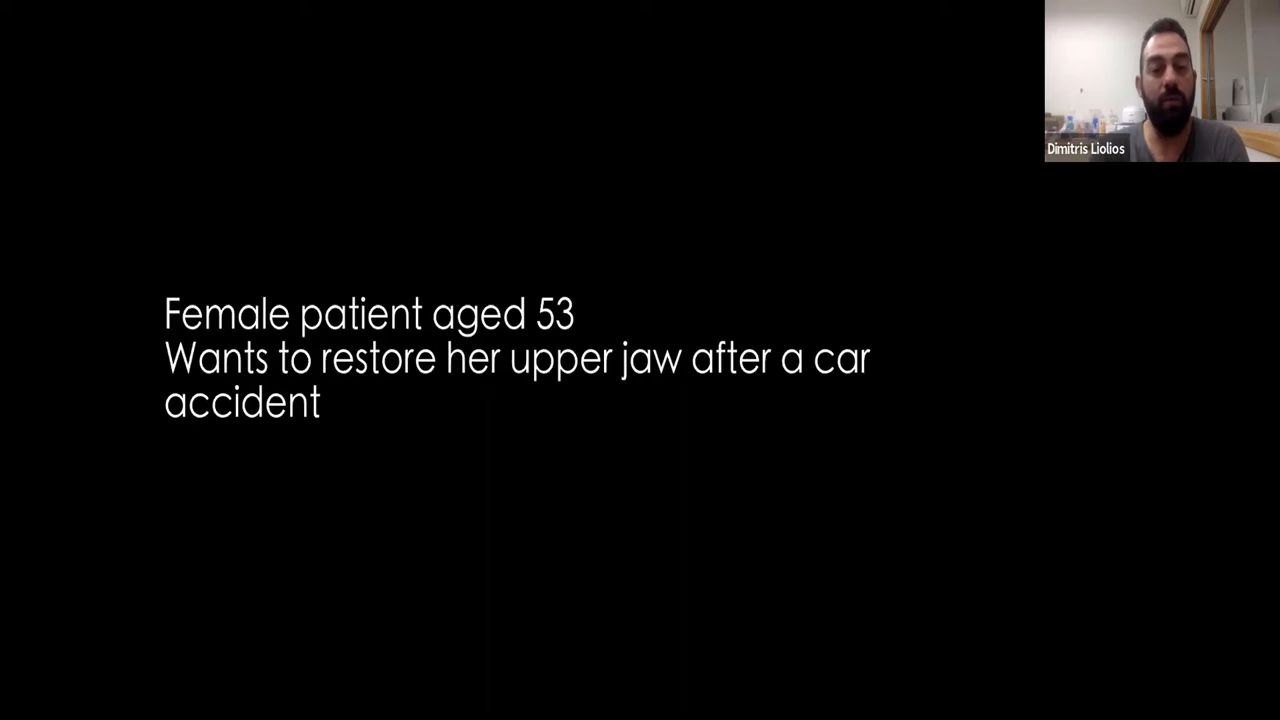 Dimitris Liolios
Female patient aged 53
Wants to restore her upper jaw after a car
accident